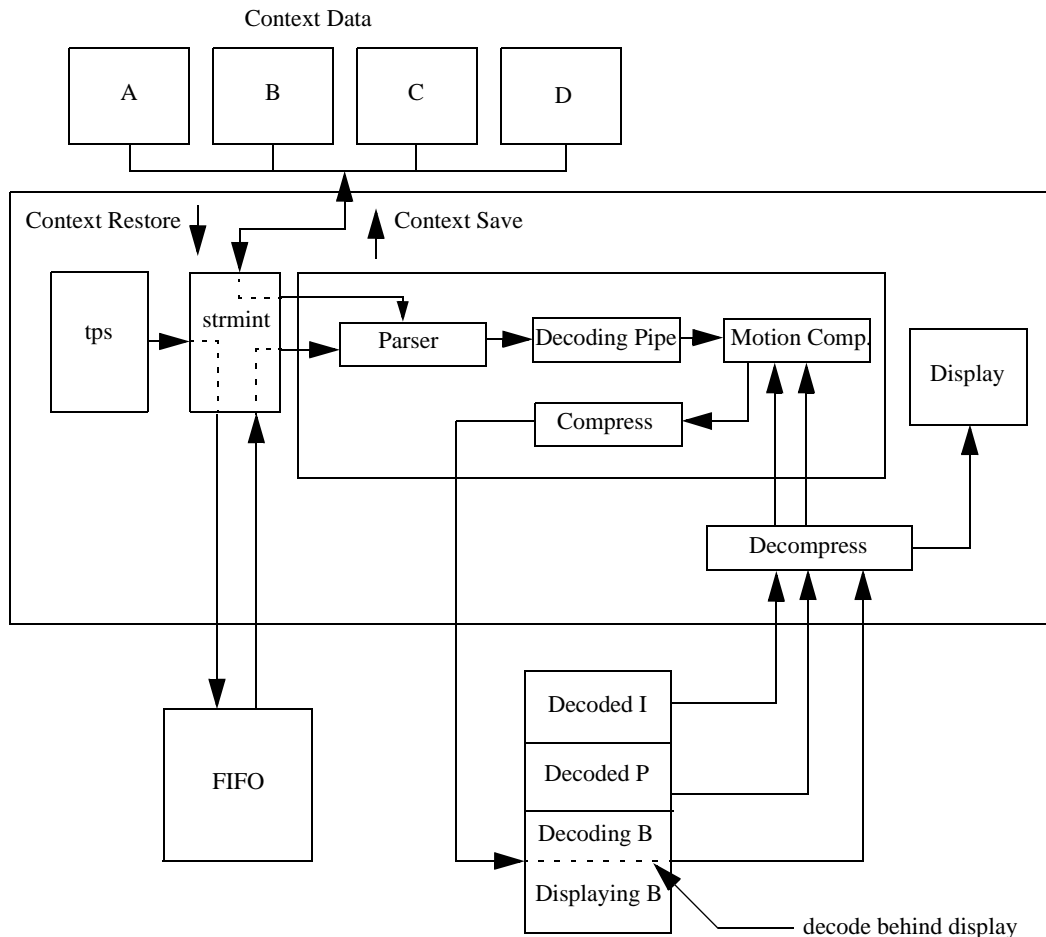 Context Data
A
B
C
D
Context Restore
Context Save
tps
strmint
Parser
Decoding Pipe
Motion Comp.
Compress
Display
Decompress
FIFO
Decoded I
Decoded P
Decoding B
Displaying B
decode behind display